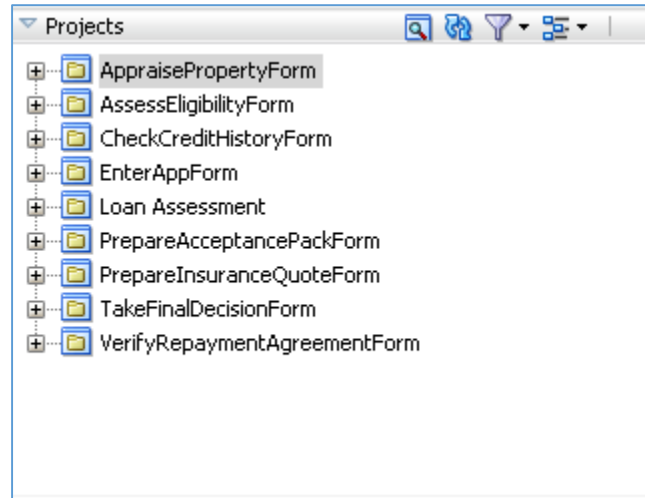 Projects
AppraisePropertyForm
AssessEligibilityForm
CheckCreditHistoryForm
EnterAppForm
Loan Assessment
PrepareAcceptancePackForm
PrepareInsuranceQuoteForm
TakeFinalDecisionForm
VerifyRepaymentAgreementForm